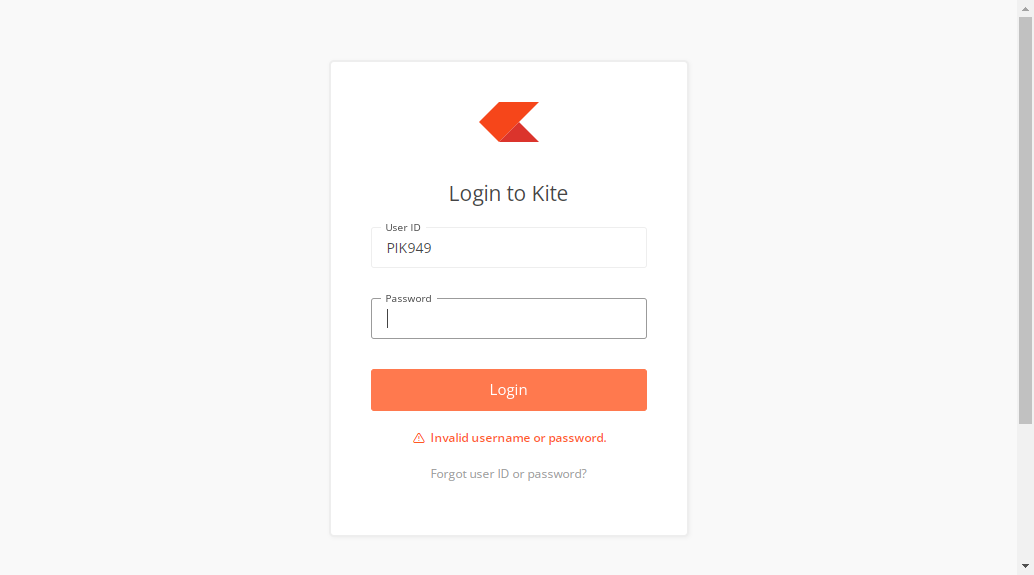 Login to Kite
User ID
PIK949
Password
Login
Invalid username or password.
Forgot user ID or password?